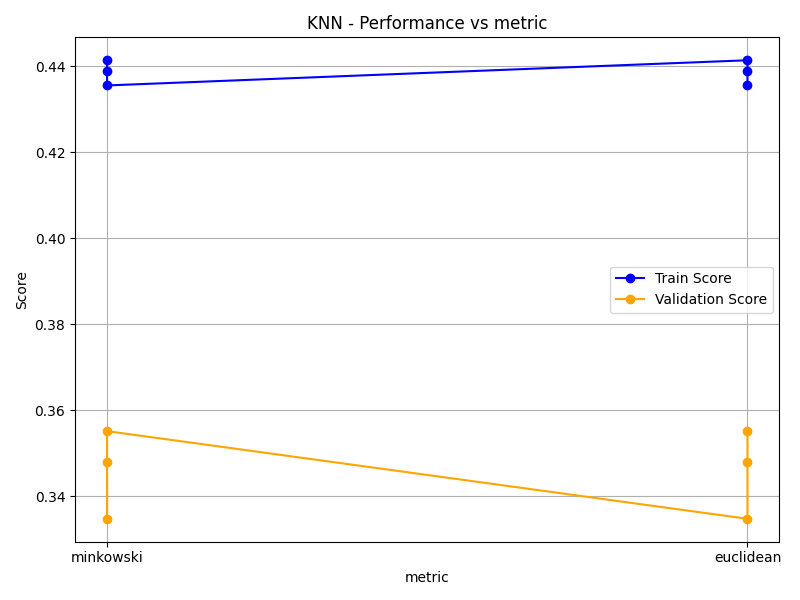 KNN - Performance vs metric
0.44
0.42
0.40
0.38
0.36
0.34
Score
Train Score
Validation Score
minkowski
euclidean
metric